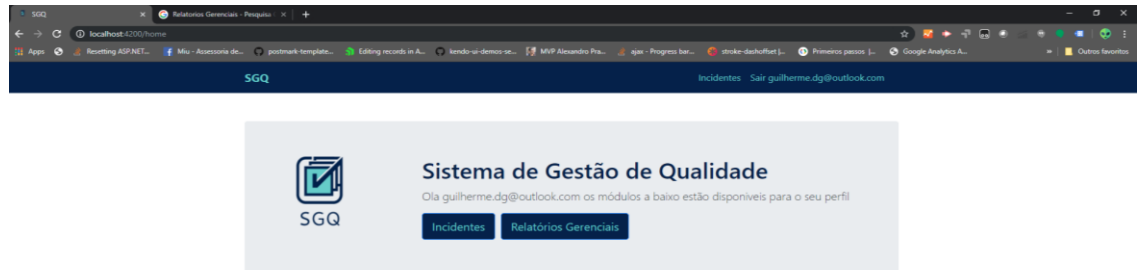 SGQ
Relatorios Gerenciais - Pesquisa
localhost:4200/home
Apps
Resetting ASP.NET...
Miu - Assessoria de...
postmark-template...
Editing records in A...
kendo-ui-demos-se...
MVP Alexandro Pra...
ajax - Progress bar...
stroke-dashoffset |...
Primeiros passos |...
Google Analytics A...
Outros favoritos
SGQ
Incidentes Sair guilherme.dg@outlook.com
Sistema de Gestão de Qualidade
Ola guilherme.dg@outlook.com os módulos a baixo estão disponiveis para o seu perfil
SGQ
Incidentes Relatórios Gerenciais